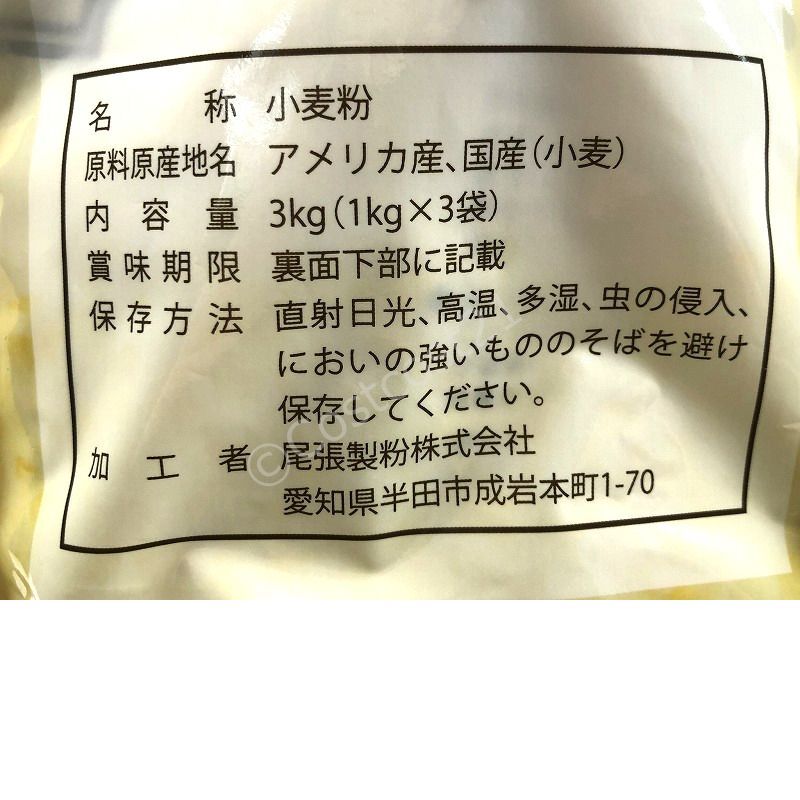 名称 小麦粉
原料原産地名 アメリカ産、国産(小麦)
内容量 3kg(1kg×3袋)
賞味期限 裏面下部に記載
保存方法 直射日光、高温、多湿、虫の侵入、
においの強いもののそばを避け
保存してください。
加工者 尾張製粉株式会社
愛知県半田市成岩本町1-70